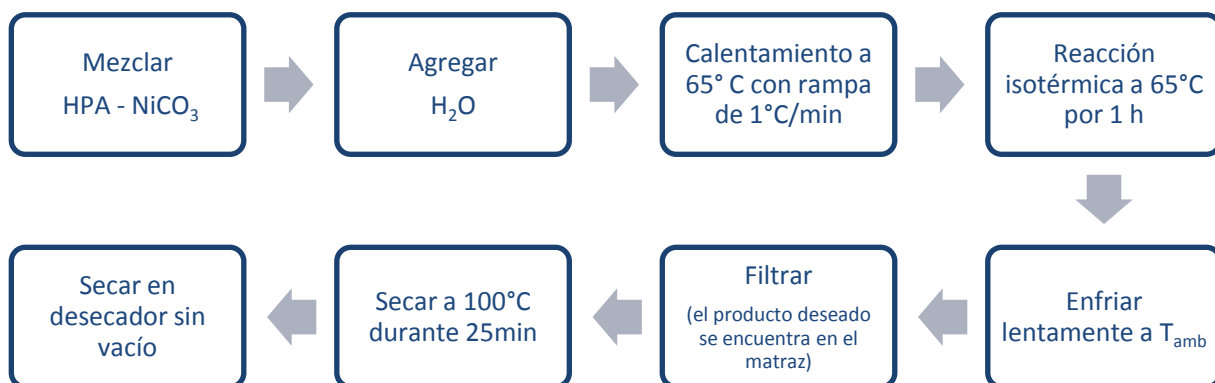 Mezclar
HPA - NiCO₃
Agregar
H₂O
Calentamiento a
65° C con rampa
de 1°C/min
Reacción
isotérmica a 65°C
por 1 h
Enfriar
lentamente a Tₐₘb
Filtrar
(el producto deseado
se encuentra en el
matraz)
Secar a 100°C
durante 25min
Secar en
desecador sin
vacío